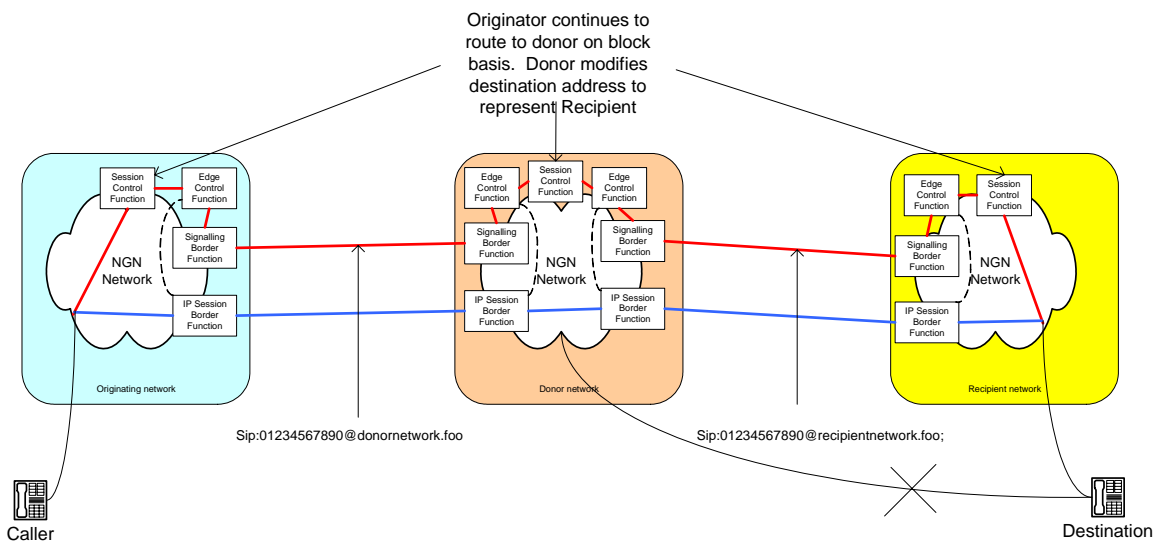 Originator continues to
route to donor on block
basis.  Donor modifies
destination address to
represent Recipient
Session
Control
Function
Edge
Control
Function
Signalling
Border
Function
NGN
Network
IP Session
Border
Function
Originating network
Edge
Control
Function
Session
Control
Function
Edge
Control
Function
Signalling
Border
Function
Signalling
Border
Function
NGN
Network
IP Session
Border
Function
IP Session
Border
Function
Donor network
Edge
Control
Function
Session
Control
Function
Signalling
Border
Function
NGN
Network
IP Session
Border
Function
Recipient network
Sip:01234567890@donornetwork.foo
Sip:01234567890@recipientnetwork.foo;
Caller
Destination